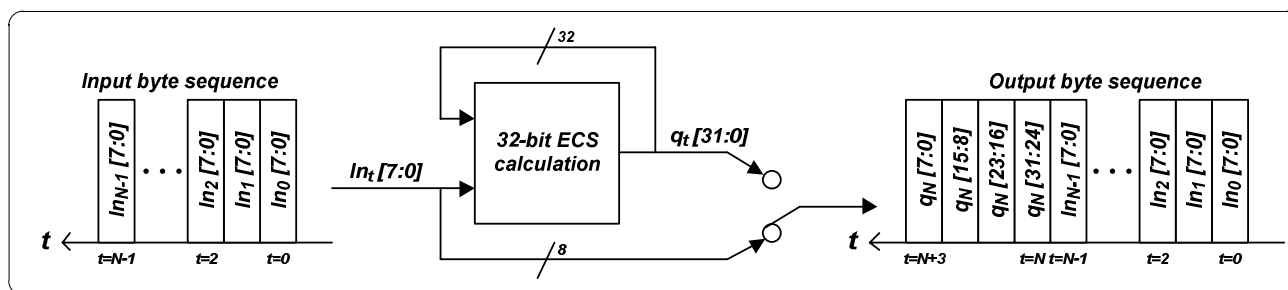 Input byte sequence
In_N-1 [7:0]
• • •
In_2 [7:0]
In_1 [7:0]
In_0 [7:0]
t
t=N-1
t=2
t=0
In_t [7:0]
32
32-bit ECS
calculation
q_t [31:0]
8
Output byte sequence
q_N [7:0]
q_N [15:8]
q_N [23:16]
q_N [31:24]
In_N-1 [7:0]
• • •
In_2 [7:0]
In_1 [7:0]
In_0 [7:0]
t
t=N+3
t=N
t=N-1
t=2
t=0